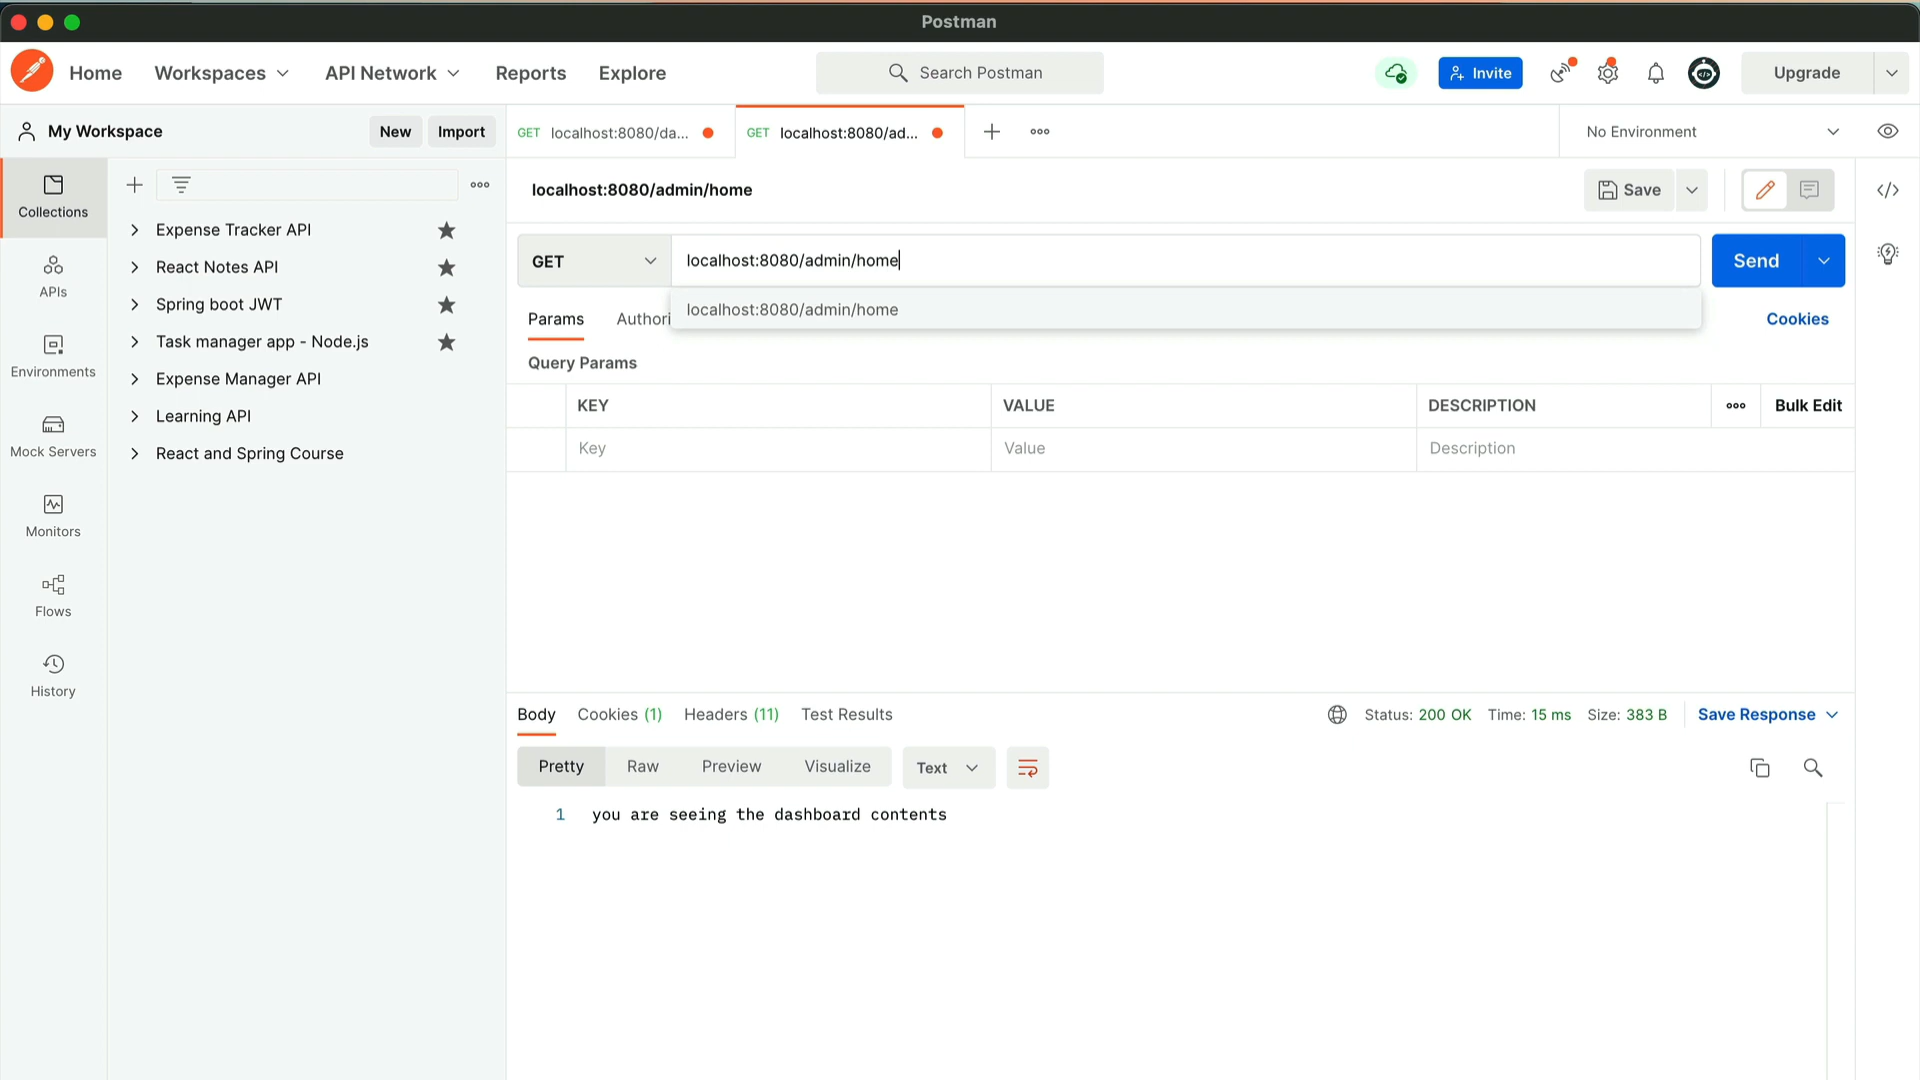 Postman
Home
Workspaces
API Network
Reports
Explore
Search Postman
Invite
Upgrade
My Workspace
New
Import
GET localhost:8080/da...
GET localhost:8080/ad...
No Environment
Collections
APIs
Environments
Mock Servers
Monitors
Flows
History
Expense Tracker API
React Notes API
Spring boot JWT
Task manager app - Node.js
Expense Manager API
Learning API
React and Spring Course
localhost:8080/admin/home
Save
GET
localhost:8080/admin/home
Send
localhost:8080/admin/home
Params
Authori
Cookies
Query Params
KEY
VALUE
DESCRIPTION
Bulk Edit
Key
Value
Description
Body
Cookies (1)
Headers (11)
Test Results
Status: 200 OK
Time: 15 ms
Size: 383 B
Save Response
Pretty
Raw
Preview
Visualize
Text
1 you are seeing the dashboard contents